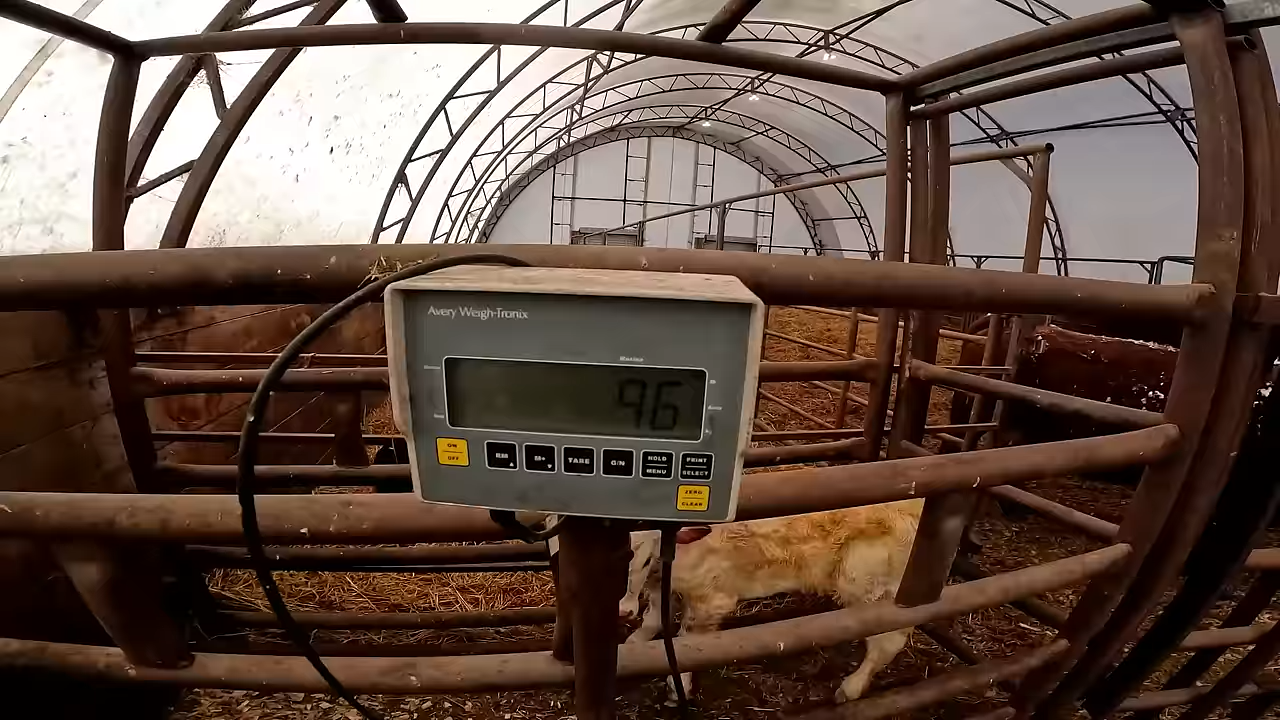 Avery Weigh-Tronix
96
ON
OFF
TARE
G/N
HOLD
MENU
PRINT
SELECT
ZERO
CLEAR